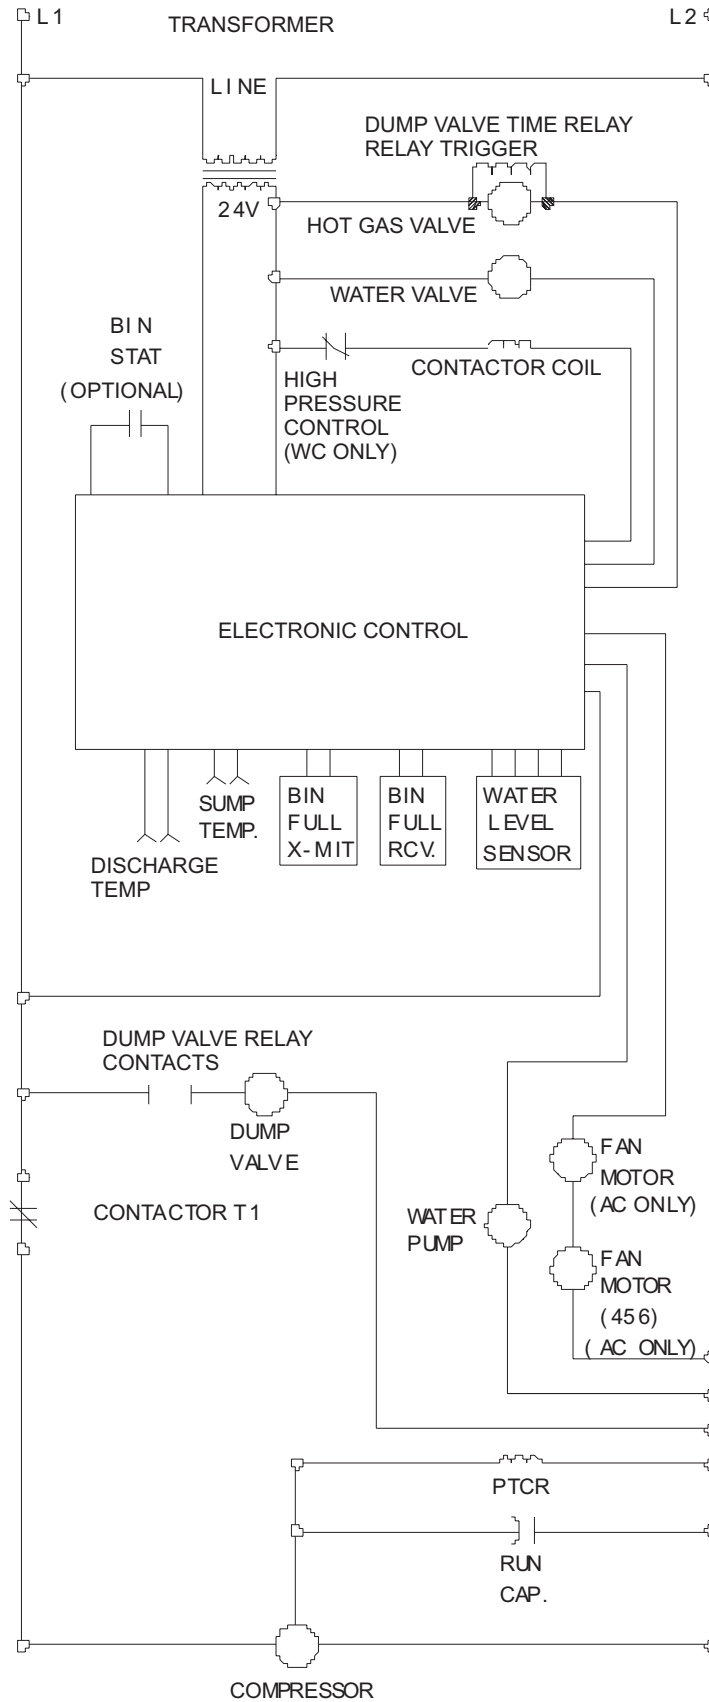 L1
TRANSFORMER
L2
LINE
DUMP VALVE TIME RELAY
RELAY TRIGGER
24V
HOT GAS VALVE
WATER VALVE
BIN
STAT
(OPTIONAL)
CONTACTOR COIL
HIGH
PRESSURE
CONTROL
(WC ONLY)
ELECTRONIC CONTROL
DISCHARGE
TEMP
SUMP
TEMP.
BIN
FULL
X-MIT
BIN
FULL
RCV.
WATER
LEVEL
SENSOR
DUMP VALVE RELAY
CONTACTS
DUMP
VALVE
CONTACTOR T1
WATER
PUMP
FAN
MOTOR
(AC ONLY)
FAN
MOTOR
(456)
(AC ONLY)
PTCR
RUN
CAP.
COMPRESSOR